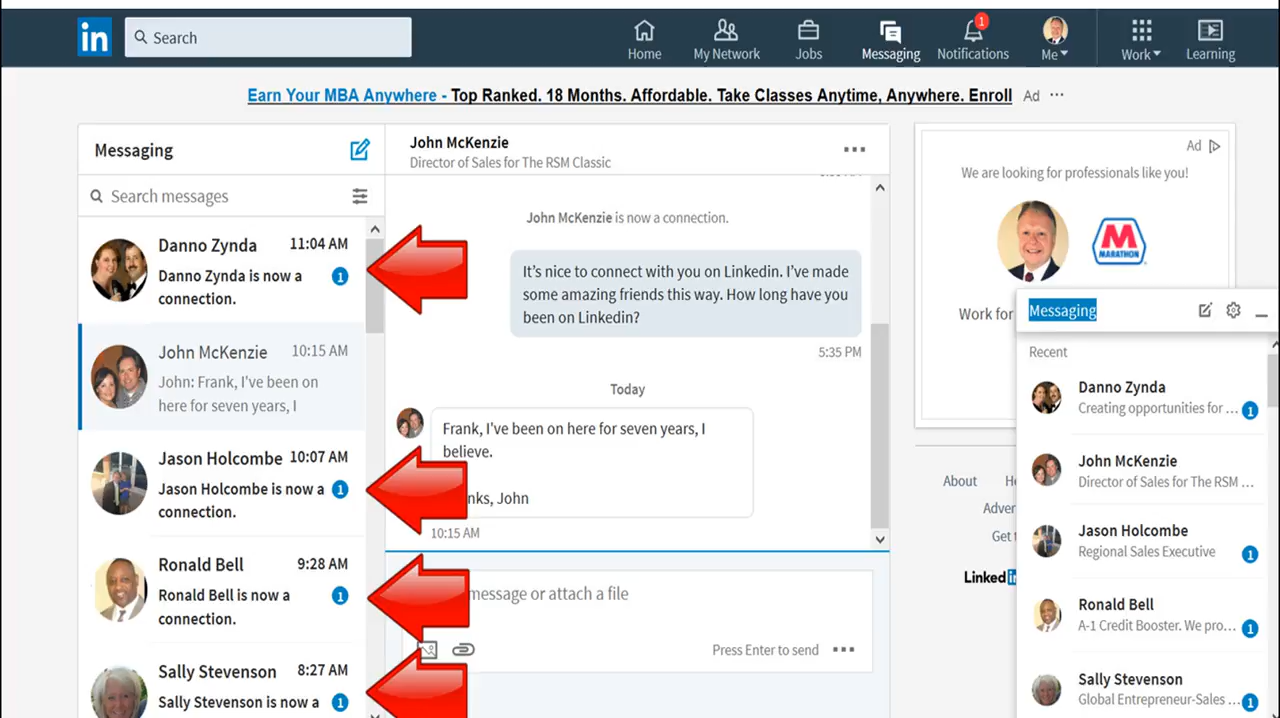 in
Search
Home
My Network
Jobs
Messaging
1
Notifications
Me
Work
Learning
Earn Your MBA Anywhere - Top Ranked. 18 Months. Affordable. Take Classes Anytime, Anywhere. Enroll Ad ...
Messaging
Search messages
Danno Zynda 11:04 AM
Danno Zynda is now a 1
connection.
John McKenzie 10:15 AM
John: Frank, I've been on
here for seven years, I
Jason Holcombe 10:07 AM
Jason Holcombe is now a 1
connection.
Ronald Bell 9:28 AM
Ronald Bell is now a 1
connection.
Sally Stevenson 8:27 AM
Sally Stevenson is now a 1
John McKenzie
Director of Sales for The RSM Classic
John McKenzie is now a connection.
It's nice to connect with you on Linkedin. I've made
some amazing friends this way. How long have you
been on Linkedin?
5:35 PM
Today
Frank, I've been on here for seven years, I
believe.
nks, John
10:15 AM
message or attach a file
Press Enter to send
Ad
We are looking for professionals like you!
M
MARATHON
Work for
About
Adver
Get t
Linked in
Messaging
Recent
Danno Zynda
Creating opportunities for ... 1
John McKenzie
Director of Sales for The RSM ...
Jason Holcombe
Regional Sales Executive 1
Ronald Bell
A-1 Credit Booster. We pro... 1
Sally Stevenson
Global Entrepreneur-Sales ... 1